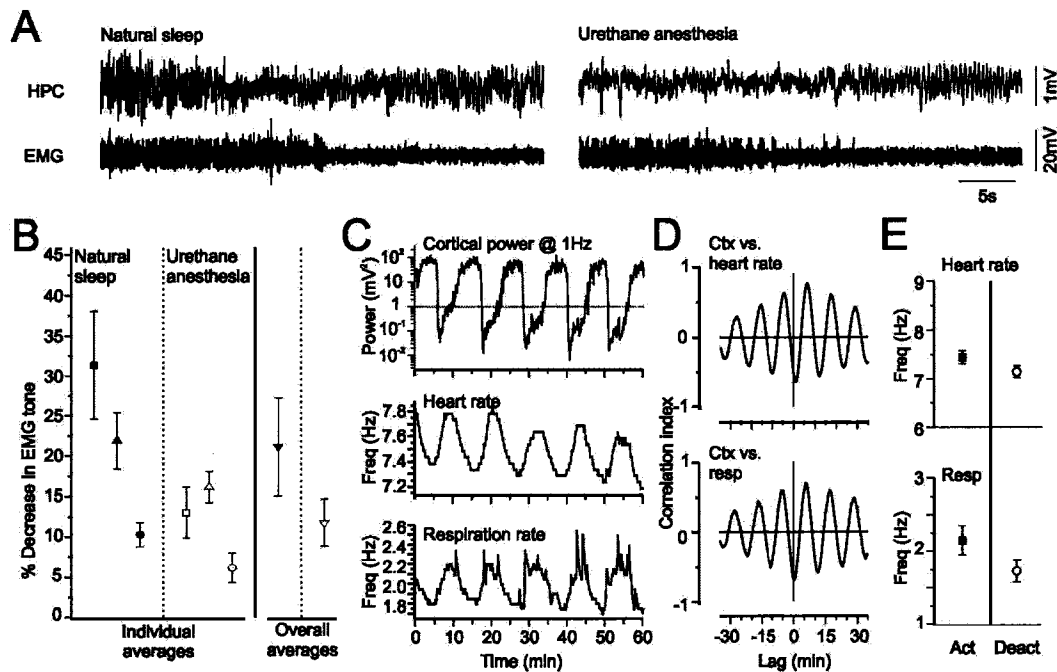 A
Natural sleep
Urethane anesthesia
HPC
1mV
EMG
20mV
5s
B
% Decrease in EMG tone
45
40
35
30
25
20
15
10
5
0
Natural
sleep
Urethane
anesthesia
Individual
averages
Overall
averages
C
Cortical power @ 1Hz
Power (mV²)
10²
10¹
1
10⁻¹
10⁻²
Heart rate
Freq (Hz)
7.8
7.6
7.4
7.2
Respiration rate
Freq (Hz)
2.6
2.4
2.2
2.0
1.8
0 10 20 30 40 50 60
Time (min)
D
Ctx vs.
heart rate
Correlation index
1
0
-1
Ctx vs.
resp
1
0
-1
-30 -15 0 15 30
Lag (min)
E
Heart rate
Freq (Hz)
9
8
7
6
Resp
Freq (Hz)
3
2
1
Act Deact